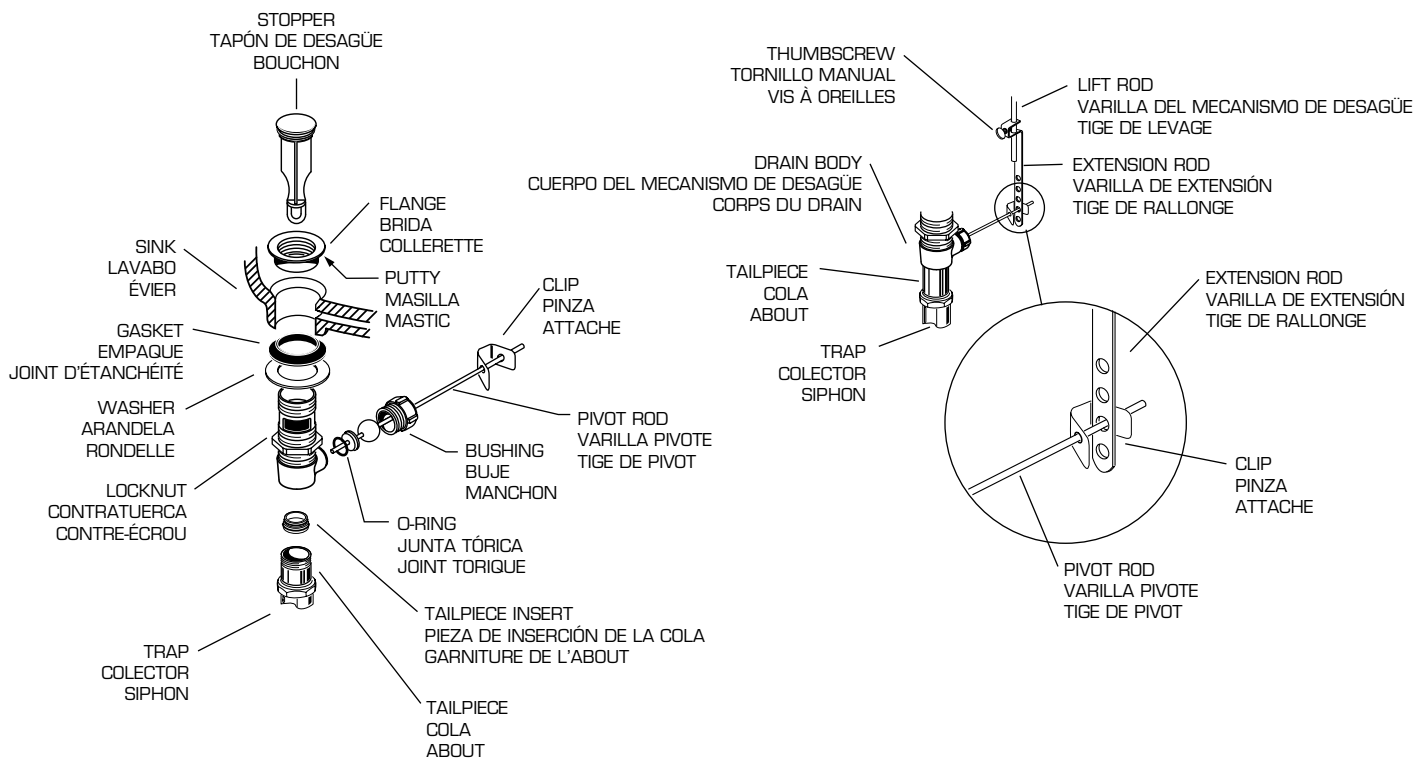 STOPPER
TAPÓN DE DESAGÜE
BOUCHON
FLANGE
BRIDA
COLLERETTE
SINK
LAVABO
ÉVIER
PUTTY
MASILLA
MASTIC
CLIP
PINZA
ATTACHE
GASKET
EMPAQUE
JOINT D'ÉTANCHÉITÉ
WASHER
ARANDELA
RONDELLE
PIVOT ROD
VARILLA PIVOTE
TIGE DE PIVOT
BUSHING
BUJE
MANCHON
LOCKNUT
CONTRATUERCA
CONTRE-ÉCROU
O-RING
JUNTA TÓRICA
JOINT TORIQUE
TAILPIECE INSERT
PIEZA DE INSERCIÓN DE LA COLA
GARNITURE DE L'ABOUT
TRAP
COLECTOR
SIPHON
TAILPIECE
COLA
ABOUT
THUMBSCREW
TORNILLO MANUAL
VIS À OREILLES
LIFT ROD
VARILLA DEL MECANISMO DE DESAGÜE
TIGE DE LEVAGE
DRAIN BODY
CUERPO DEL MECANISMO DE DESAGÜE
CORPS DU DRAIN
EXTENSION ROD
VARILLA DE EXTENSIÓN
TIGE DE RALLONGE
TAILPIECE
COLA
ABOUT
TRAP
COLECTOR
SIPHON
EXTENSION ROD
VARILLA DE EXTENSIÓN
TIGE DE RALLONGE
CLIP
PINZA
ATTACHE
PIVOT ROD
VARILLA PIVOTE
TIGE DE PIVOT